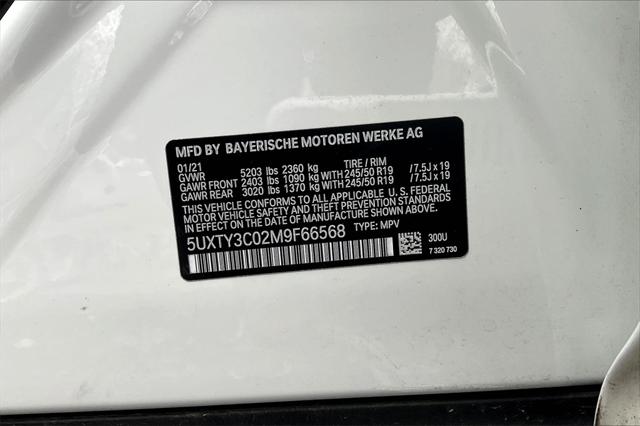 MFD BY BAYERISCHE MOTOREN WERKE AG
01/21
GVWR 5203 lbs 2360 kg TIRE / RIM
GAWR FRONT 2403 lbs 1090 kg WITH 245/50 R19 /7.5J x 19
GAWR REAR 3020 lbs 1370 kg WITH 245/50 R19 /7.5J x 19
THIS VEHICLE CONFORMS TO ALL APPLICABLE U. S. FEDERAL
MOTOR VEHICLE SAFETY AND THEFT PREVENTION STANDARDS
IN EFFECT ON THE DATE OF MANUFACTURE SHOWN ABOVE.
5UXTY3C02M9F66568 TYPE: MPV
300U
7 320 730